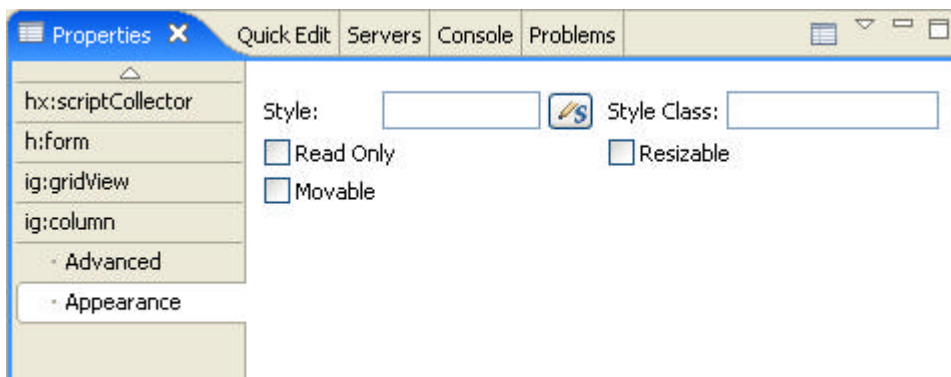 Properties Quick Edit Servers Console Problems
hx:scriptCollector
h:form
ig:gridView
ig:column
Advanced
Appearance
Style: Style Class:
Read Only Resizable
Movable